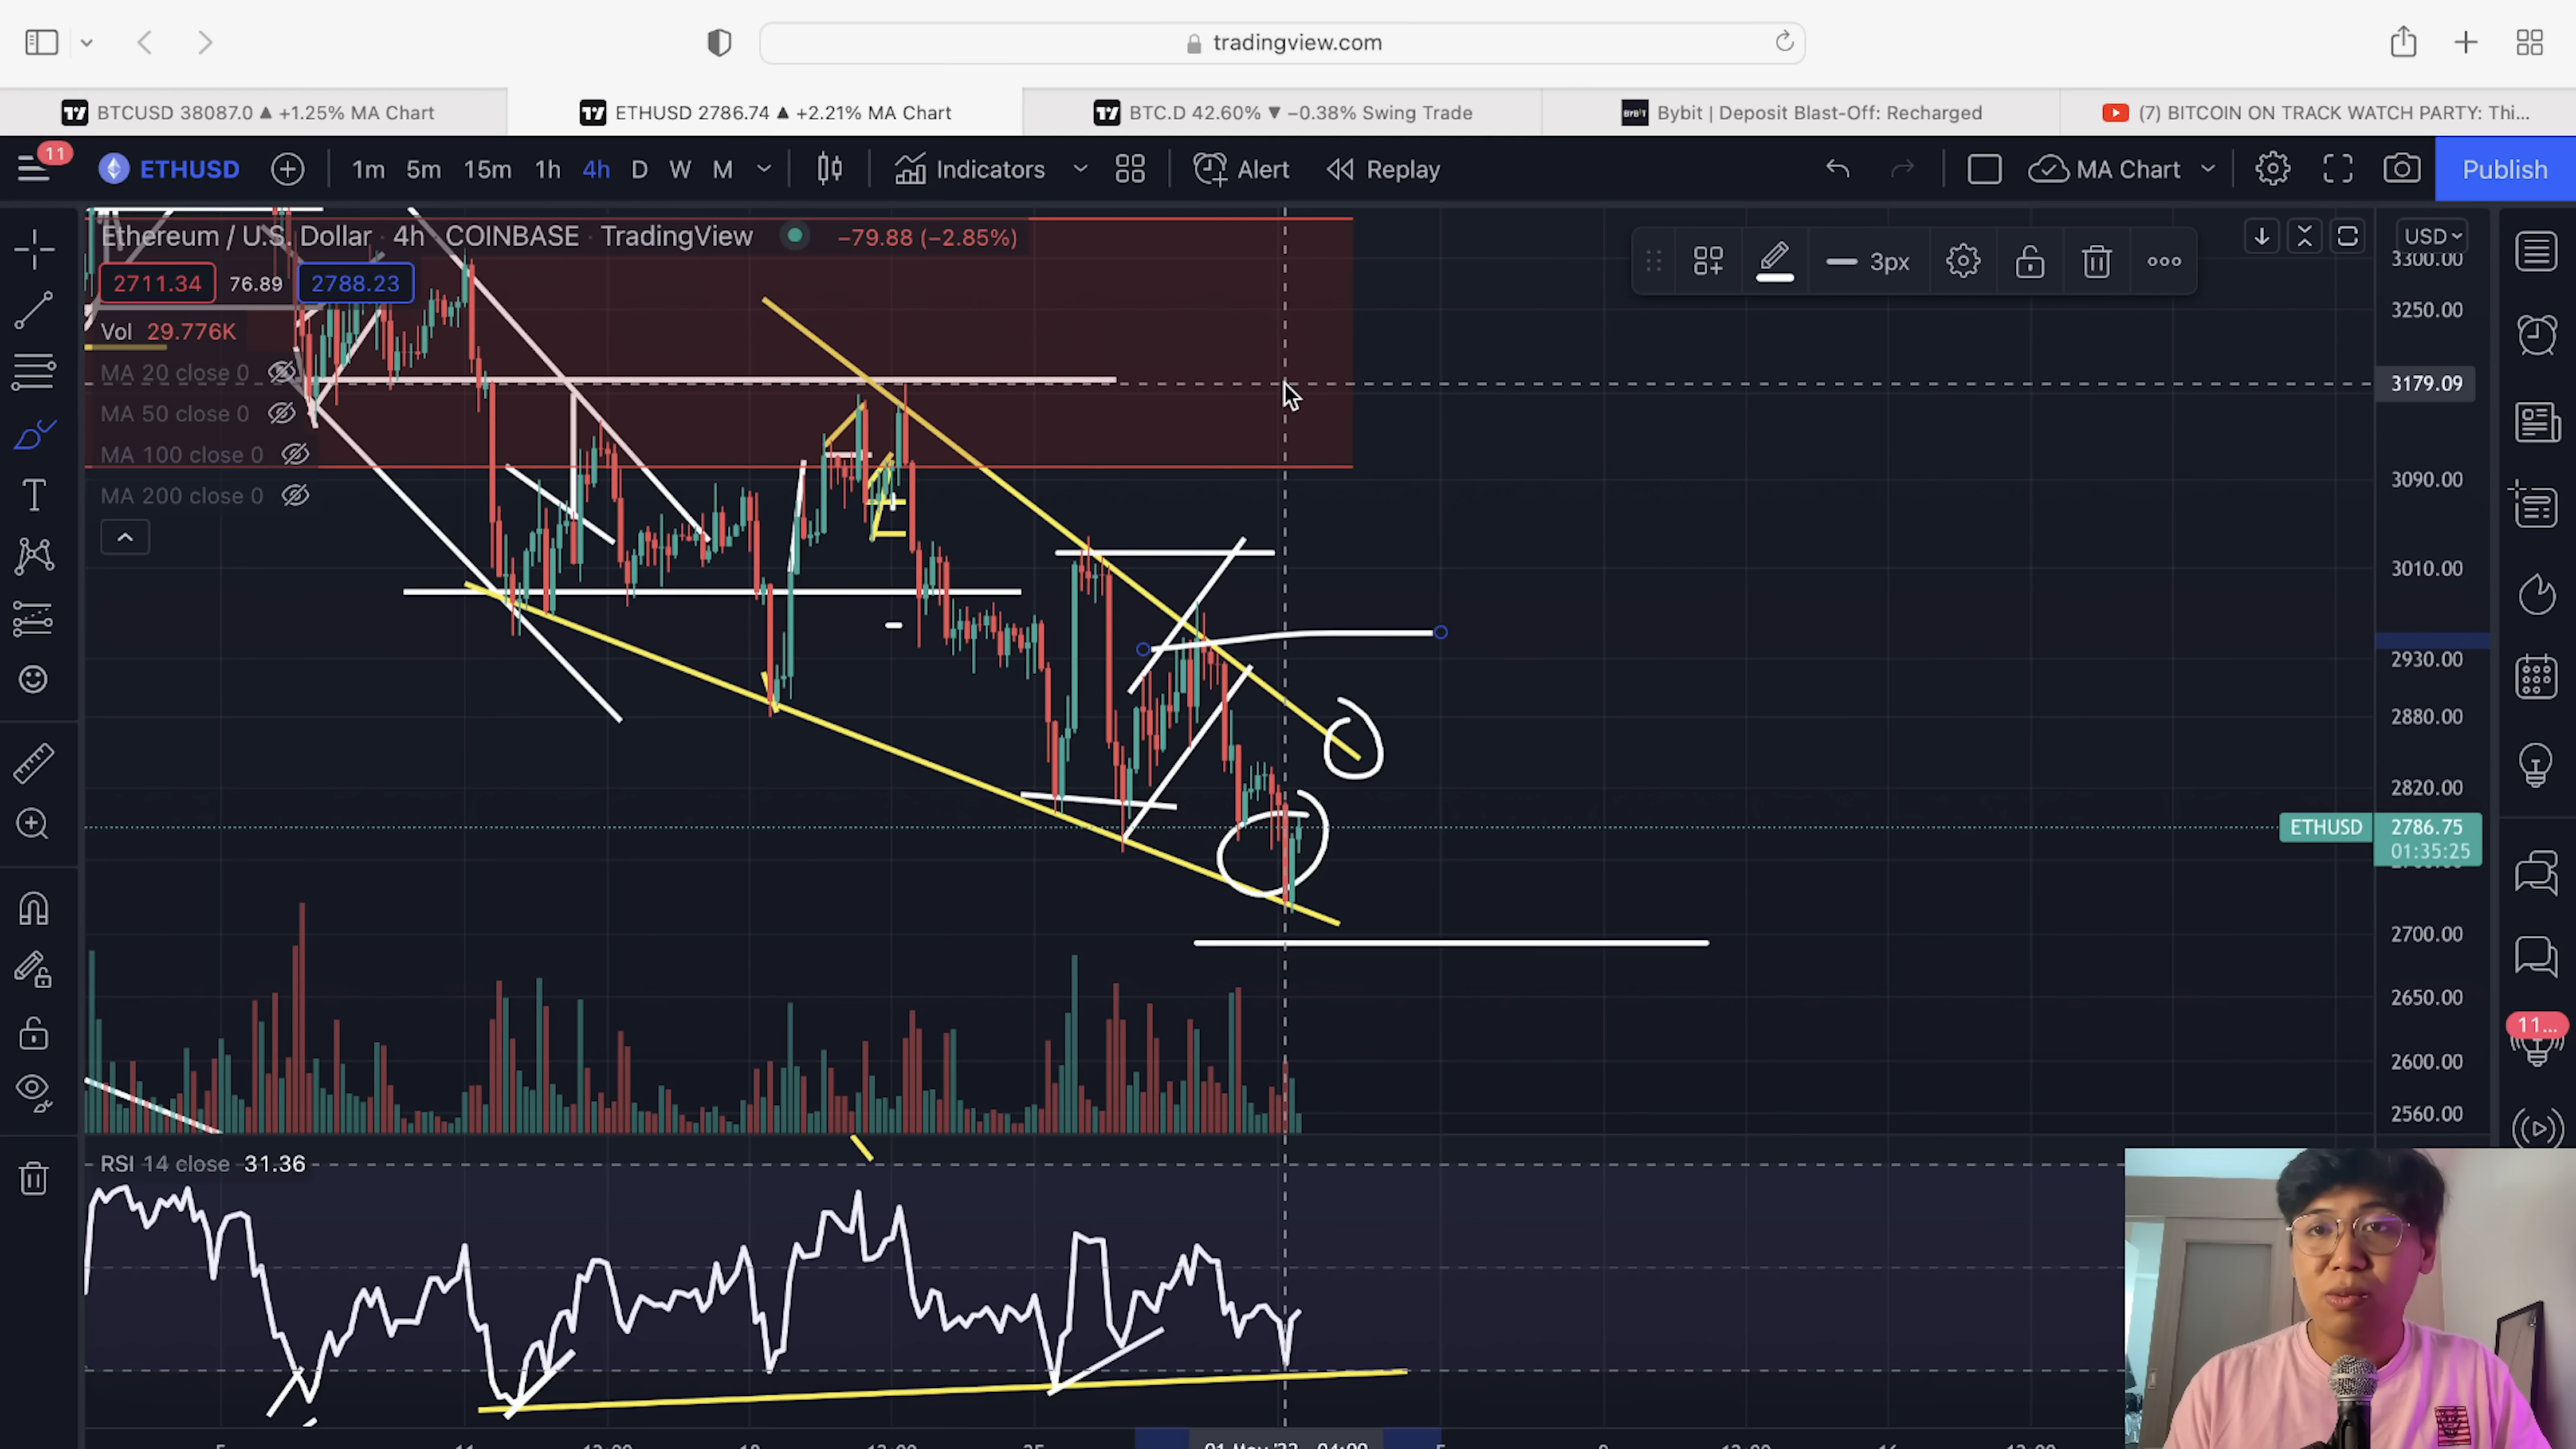 tradingview.com
BTCUSD 38087.0 ▲ +1.25% MA Chart
ETHUSD 2786.74 ▲ +2.21% MA Chart
BTC.D 42.60% ▼ −0.38% Swing Trade
Bybit | Deposit Blast-Off: Recharged
(7) BITCOIN ON TRACK WATCH PARTY: Thi...
11
ETHUSD
1m 5m 15m 1h 4h D W M
Indicators
Alert
Replay
MA Chart
Publish
Ethereum / U.S. Dollar · 4h · COINBASE · TradingView −79.88 (−2.85%)
2711.34 76.89 2788.23
Vol 29.776K
MA 20 close 0
MA 50 close 0
MA 100 close 0
MA 200 close 0
3px
USD
3300.00
3250.00
3179.09
3090.00
3010.00
2930.00
2880.00
2820.00
ETHUSD 2786.75
01:35:25
2700.00
2650.00
2600.00
2560.00
11...
RSI 14 close 31.36
01 May '22 04:00